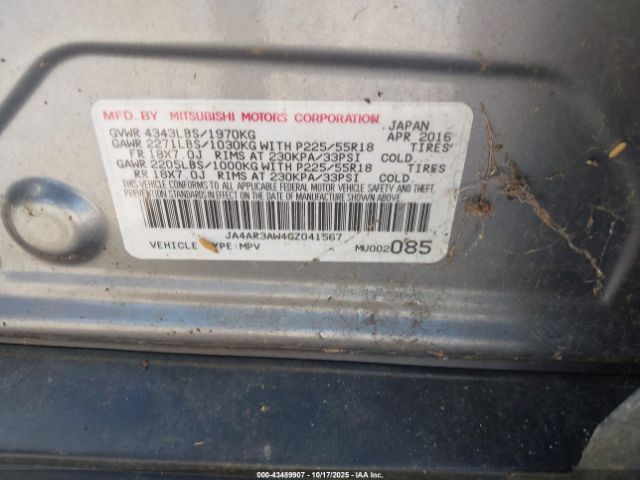 MFD. BY MITSUBISHI MOTORS CORPORATION
JAPAN
GVWR 4343LBS/1970KG APR 2016
GAWR 2271LBS/1030KG WITH P225/55R18 TIRES
FR 18X7.0J RIMS AT 230KPA/33PSI COLD
GAWR 2205LBS/1000KG WITH P225/55R18 TIRES
RR 18X7.0J RIMS AT 230KPA/33PSI COLD
THIS VEHICLE CONFORMS TO ALL APPLICABLE FEDERAL MOTOR VEHICLE SAFETY AND THEFT
PREVENTION STANDARDS IN EFFECT ON THE DATE OF MANUFACTURE SHOWN ABOVE.
JA4AR3AW4GZ041567
VEHICLE TYPE:MPV MU002085
© IAA 43489907 10/17/2025 IAAI.COM